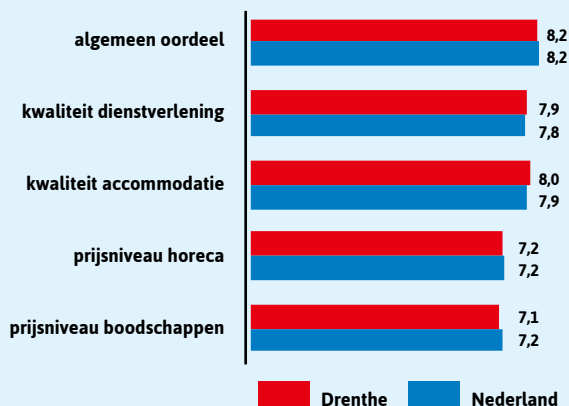 algemeen oordeel
8,2
8,2
kwaliteit dienstverlening
7,9
7,8
kwaliteit accommodatie
8,0
7,9
prijsniveau horeca
7,2
7,2
prijsniveau boodschappen
7,1
7,2
Drenthe Nederland